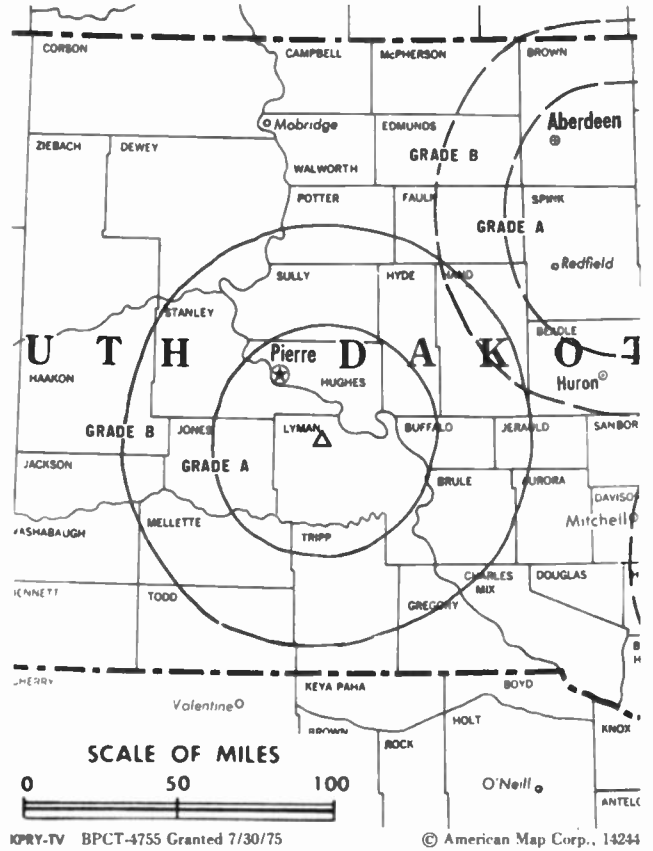 CORSON
CAMPBELL
McPHERSON
BROWN
Mobridge
EDMUNDS
Aberdeen
ZIEBACH
DEWEY
GRADE B
WALWORTH
POTTER
FAULK
SPINK
GRADE A
Redfield
SULLY
HYDE
HAND
STANLEY
BEADLE
U T H D A K O T
Pierre
HAAKON
HUGHES
Huron
GRADE B
JONES
LYMAN
BUFFALO
JERAULD
SANBOR
JACKSON
GRADE A
BRULE
AURORA
DAVISO
MELLETTE
Mitchell
WASHABAUGH
TRIPP
CHARLES
MIX
DOUGLAS
ENNETT
TODD
GREGORY
B
H
CHERRY
KEYA PAHA
BOYD
Valentine
HOLT
BROWN
KNOX
ROCK
SCALE OF MILES
0 50 100
O'Neill
ANTELO
KPRY-TV BPCT-4755 Granted 7/30/75
© American Map Corp., 14244